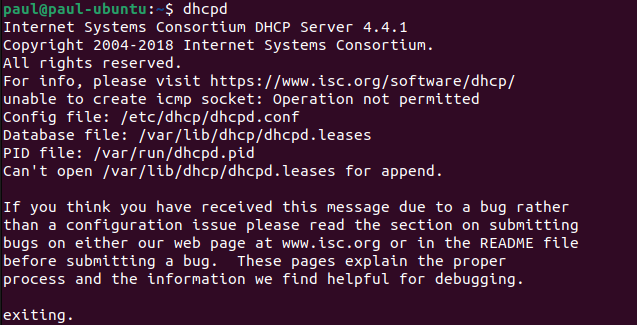 paul@paul-ubuntu:~$ dhcpd
Internet Systems Consortium DHCP Server 4.4.1
Copyright 2004-2018 Internet Systems Consortium.
All rights reserved.
For info, please visit https://www.isc.org/software/dhcp/
unable to create icmp socket: Operation not permitted
Config file: /etc/dhcp/dhcpd.conf
Database file: /var/lib/dhcp/dhcpd.leases
PID file: /var/run/dhcpd.pid
Can't open /var/lib/dhcp/dhcpd.leases for append.

If you think you have received this message due to a bug rather
than a configuration issue please read the section on submitting
bugs on either our web page at www.isc.org or in the README file
before submitting a bug.  These pages explain the proper
process and the information we find helpful for debugging.

exiting.